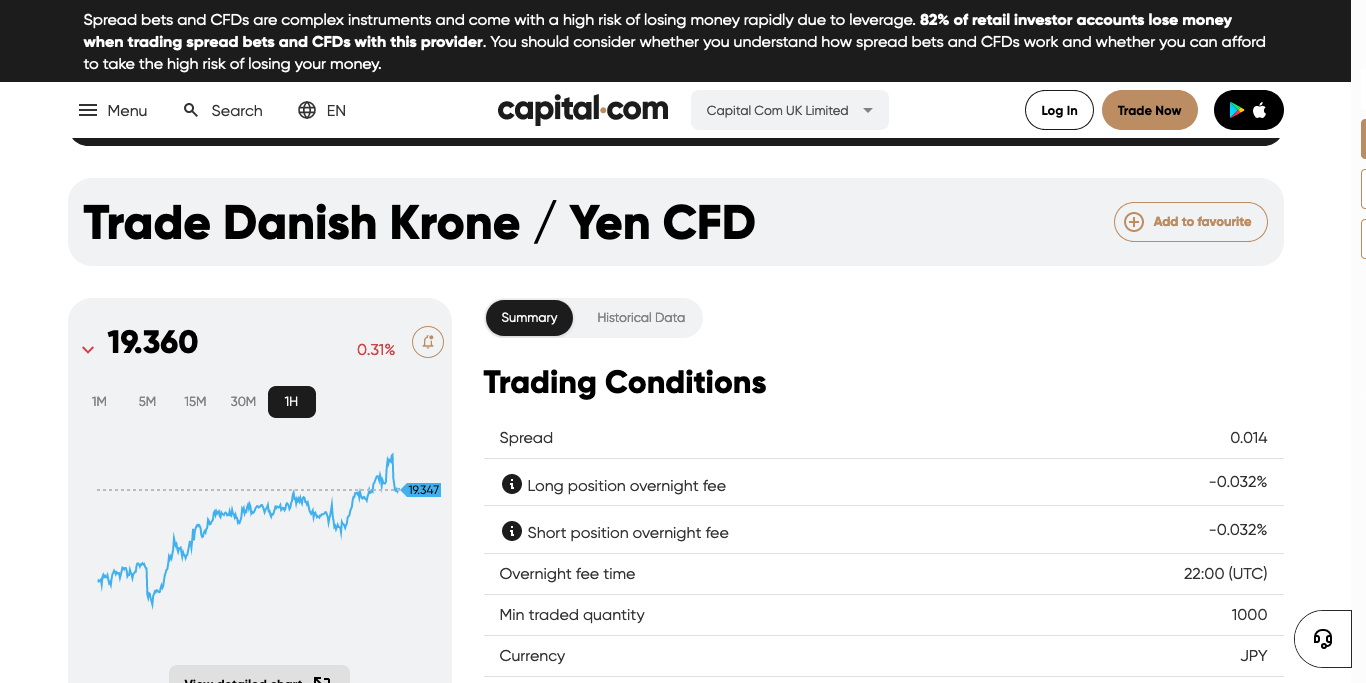 Spread bets and CFDs are complex instruments and come with a high risk of losing money rapidly due to leverage. 82% of retail investor accounts lose money
when trading spread bets and CFDs with this provider. You should consider whether you understand how spread bets and CFDs work and whether you can afford
to take the high risk of losing your money.
Menu
Search
EN
capital.com
Capital Com UK Limited
Log In
Trade Now
Trade Danish Krone / Yen CFD
Add to favourite
19.360
0.31%
1M 5M 15M 30M 1H
19.347
View detailed chart
Summary
Historical Data
Trading Conditions
Spread 0.014
Long position overnight fee -0.032%
Short position overnight fee -0.032%
Overnight fee time 22:00 (UTC)
Min traded quantity 1000
Currency JPY